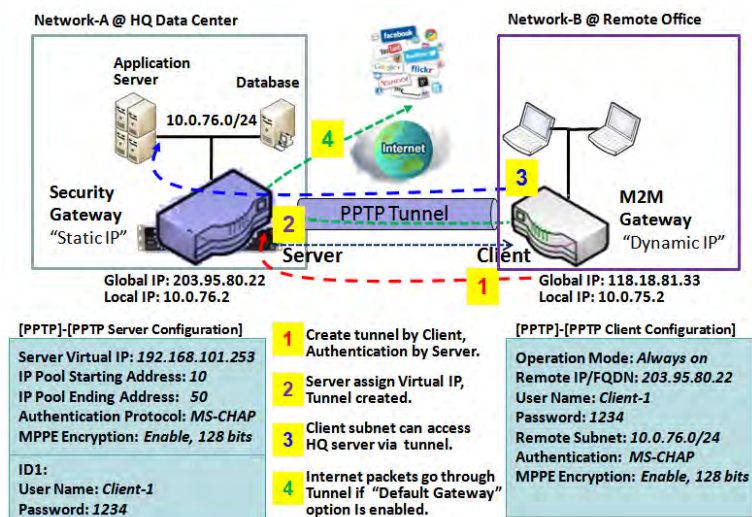 Network-A @ HQ Data Center
Network-B @ Remote Office
Application
Server
Database
10.0.76.0/24
facebook
You Tube
twitter
Google+
flickr
Yahoo!
Internet
4
3
Security
Gateway
“Static IP”
2
PPTP Tunnel
M2M
Gateway
“Dynamic IP”
Server
Client
1
Global IP: 203.95.80.22
Local IP: 10.0.76.2
Global IP: 118.18.81.33
Local IP: 10.0.75.2
[PPTP]-[PPTP Server Configuration]
Server Virtual IP: 192.168.101.253
IP Pool Starting Address: 10
IP Pool Ending Address: 50
Authentication Protocol: MS-CHAP
MPPE Encryption: Enable, 128 bits
ID1:
User Name: Client-1
Password: 1234
1
Create tunnel by Client,
Authentication by Server.
2
Server assign Virtual IP,
Tunnel created.
3
Client subnet can access
HQ server via tunnel.
4
Internet packets go through
Tunnel if “Default Gateway”
option Is enabled.
[PPTP]-[PPTP Client Configuration]
Operation Mode: Always on
Remote IP/FQDN: 203.95.80.22
User Name: Client-1
Password: 1234
Remote Subnet: 10.0.76.0/24
Authentication: MS-CHAP
MPPE Encryption: Enable, 128 bits